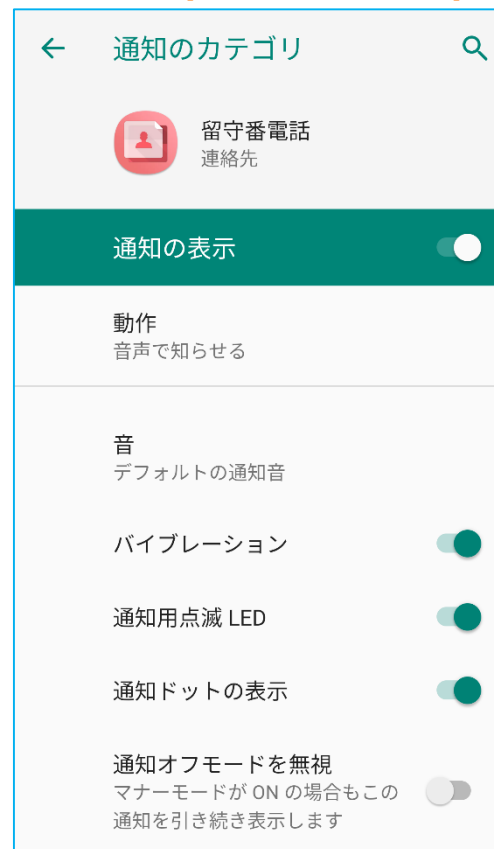 通知のカテゴリ
留守番電話
連絡先
通知の表示
動作
音声で知らせる
音
デフォルトの通知音
バイブレーション
通知用点滅 LED
通知ドットの表示
通知オフモードを無視
マナーモードが ON の場合もこの
通知を引き続き表示します